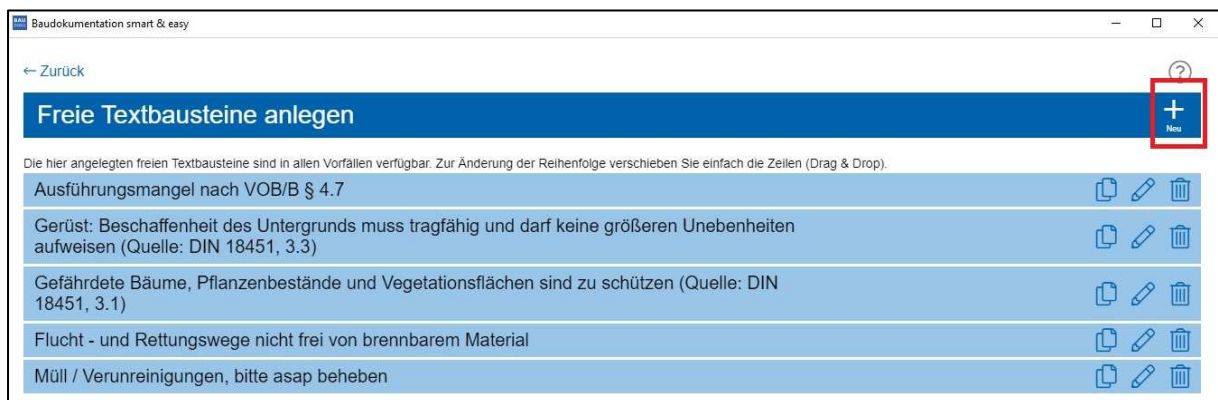 Baudokumentation smart & easy
← Zurück
?
Freie Textbausteine anlegen
Neu
Die hier angelegten freien Textbausteine sind in allen Vorfällen verfügbar. Zur Änderung der Reihenfolge verschieben Sie einfach die Zeilen (Drag & Drop).
Ausführungsmangel nach VOB/B § 4.7
Gerüst: Beschaffenheit des Untergrunds muss tragfähig und darf keine größeren Unebenheiten
aufweisen (Quelle: DIN 18451, 3.3)
Gefährdete Bäume, Pflanzenbestände und Vegetationsflächen sind zu schützen (Quelle: DIN
18451, 3.1)
Flucht - und Rettungswege nicht frei von brennbarem Material
Müll / Verunreinigungen, bitte asap beheben